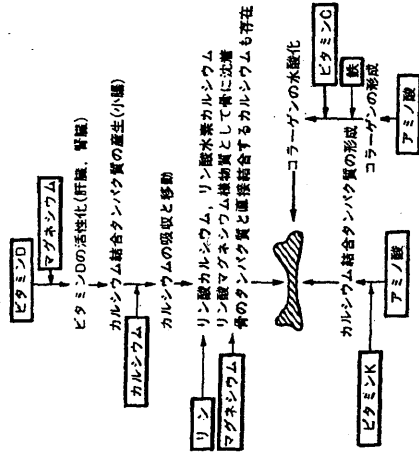 ビタミンD
マグネシウム
ビタミンDの活性化(肝臓,腎臓)
カルシウム結合タンパク質の産生(小腸)
カルシウム
カルシウムの吸収と移動
リン
マグネシウム
リン酸カルシウム,リン酸水素カルシウム
リン酸マグネシウム様物質として骨に沈着
骨のタンパク質と直接結合するカルシウムも存在
コラーゲンの水酸化
ビタミンC
鉄
コラーゲンの形成
アミノ酸
カルシウム結合タンパク質の形成
ビタミンK
アミノ酸